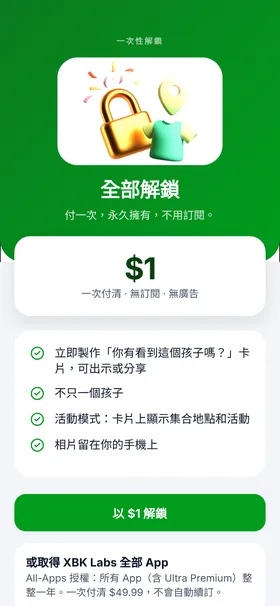 一次性解鎖
全部解鎖
付一次，永久擁有，不用訂閱。
$1
一次付清 · 無訂閱 · 無廣告
立即製作「你有看到這個孩子嗎？」卡
片，可出示或分享
不只一個孩子
活動模式：卡片上顯示集合地點和活動
相片留在你的手機上
以 $1 解鎖
或取得 XBK Labs 全部 App
All-Apps 授權：所有 App（含 Ultra Premium）整
整一年。一次付清 $49.99，不會自動續訂。